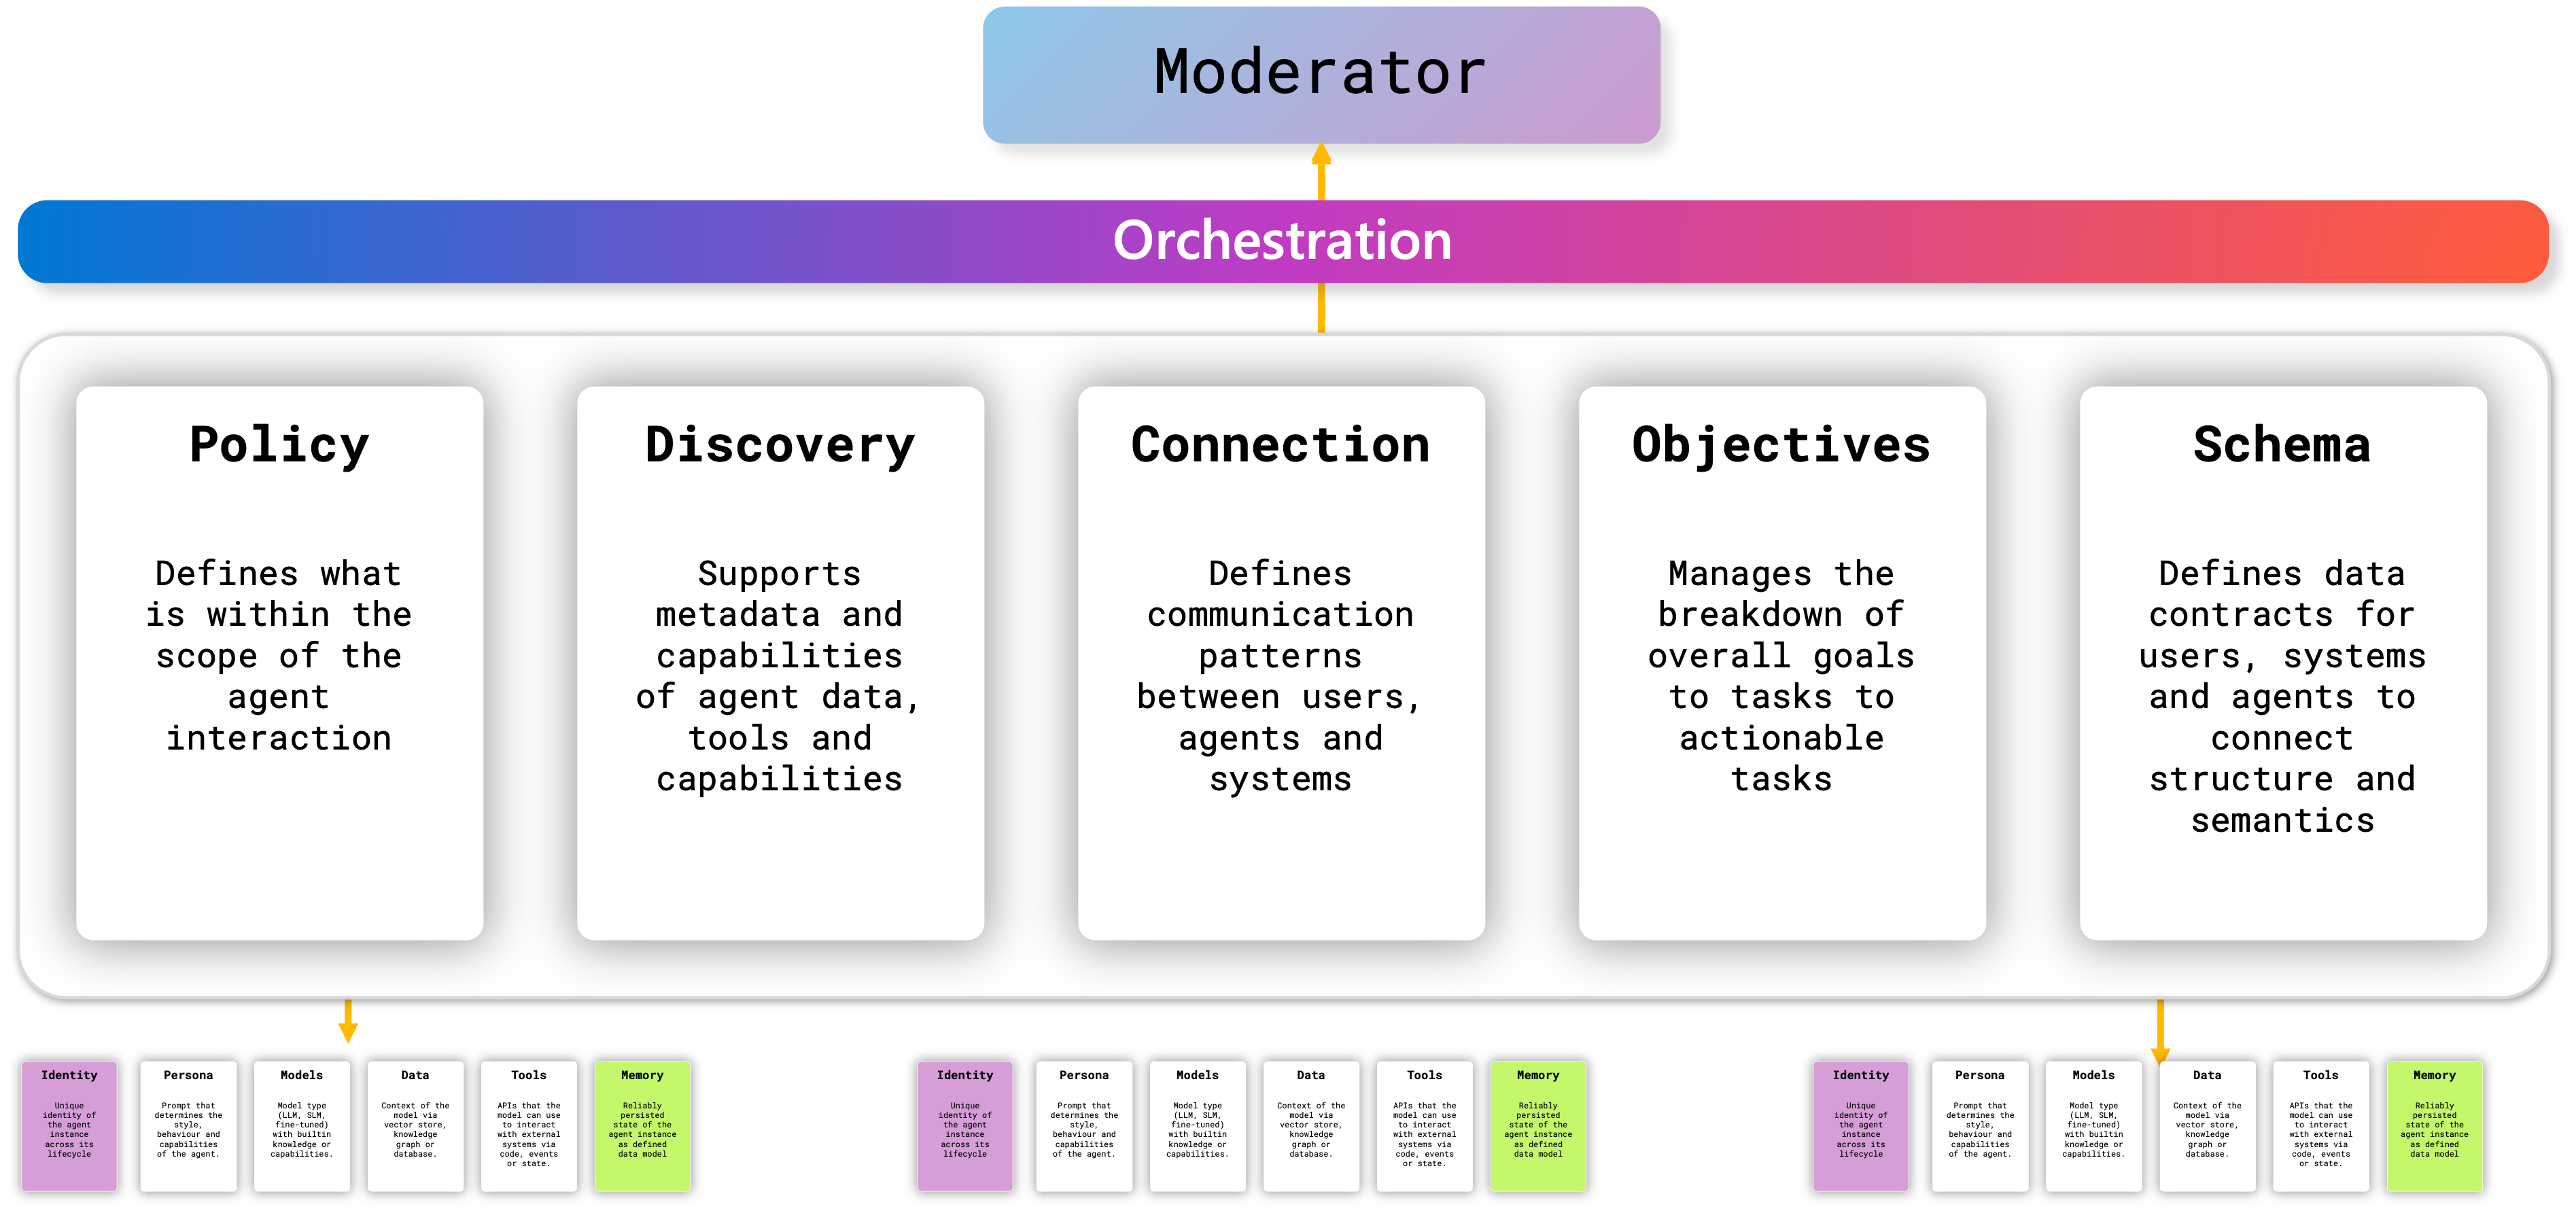 Moderator
Orchestration
Policy
Defines what
is within the
scope of the
agent
interaction
Discovery
Supports
metadata and
capabilities
of agent data,
tools and
capabilities
Connection
Defines
communication
patterns
between users,
agents and
systems
Objectives
Manages the
breakdown of
overall goals
to tasks to
actionable
tasks
Schema
Defines data
contracts for
users, systems
and agents to
connect
structure and
semantics
Identity
Unique
identity of
the agent
instance
across its
lifecycle
Persona
Prompt that
determines the
style,
behaviour and
capabilities
of the agent.
Models
Model type
(LLM, SLM,
fine-tuned)
with builtin
knowledge or
capabilities.
Data
Context of the
model via
vector store,
knowledge
graph or
database.
Tools
APIs that the
model can use
to interact
with external
systems via
code, events
or state.
Memory
Reliably
persisted
state of the
agent instance
as defined
data model
Identity
Unique
identity of
the agent
instance
across its
lifecycle
Persona
Prompt that
determines the
style,
behaviour and
capabilities
of the agent.
Models
Model type
(LLM, SLM,
fine-tuned)
with builtin
knowledge or
capabilities.
Data
Context of the
model via
vector store,
knowledge
graph or
database.
Tools
APIs that the
model can use
to interact
with external
systems via
code, events
or state.
Memory
Reliably
persisted
state of the
agent instance
as defined
data model
Identity
Unique
identity of
the agent
instance
across its
lifecycle
Persona
Prompt that
determines the
style,
behaviour and
capabilities
of the agent.
Models
Model type
(LLM, SLM,
fine-tuned)
with builtin
knowledge or
capabilities.
Data
Context of the
model via
vector store,
knowledge
graph or
database.
Tools
APIs that the
model can use
to interact
with external
systems via
code, events
or state.
Memory
Reliably
persisted
state of the
agent instance
as defined
data model